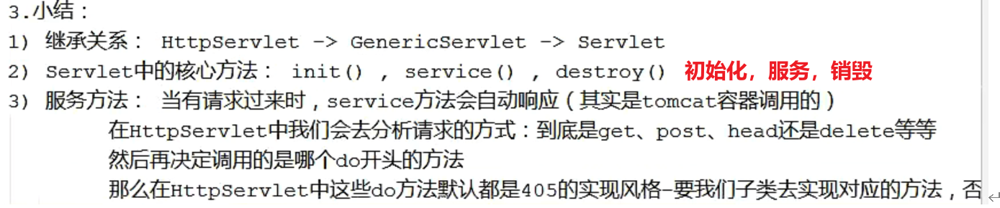 3.小结：
1) 继承关系： HttpServlet -> GenericServlet -> Servlet
2) Servlet中的核心方法： init() , service() , destroy() 初始化，服务，销毁
3) 服务方法： 当有请求过来时，service方法会自动响应（其实是tomcat容器调用的）
在HttpServlet中我们会去分析请求的方式：到底是get、post、head还是delete等等
然后再决定调用的是哪个do开头的方法
那么在HttpServlet中这些do方法默认都是405的实现风格-要我们子类去实现对应的方法，否